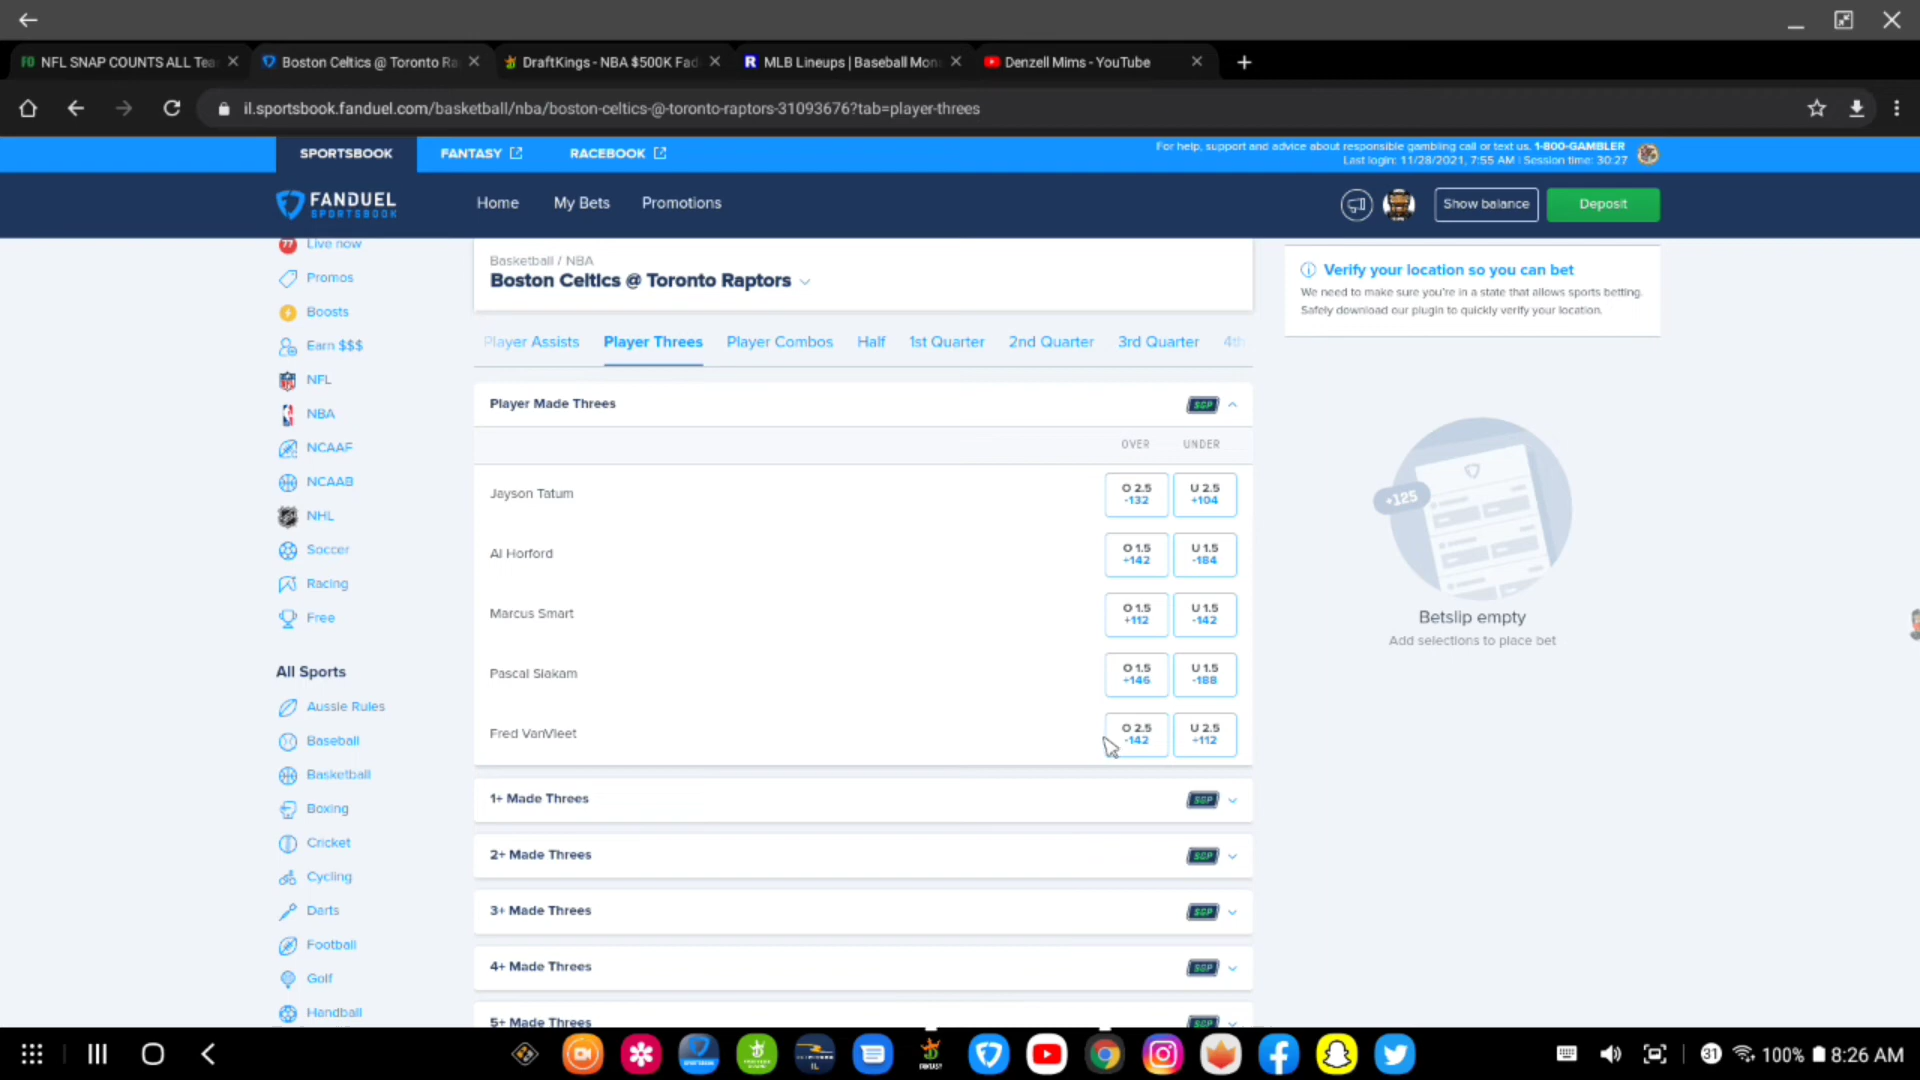 NFL SNAP COUNTS ALL Tea
Boston Celtics @ Toronto Ra
DraftKings - NBA $500K Fad
MLB Lineups | Baseball Mon
Denzell Mims - YouTube
il.sportsbook.fanduel.com/basketball/nba/boston-celtics-@-toronto-raptors-31093676?tab=player-threes
SPORTSBOOK
FANTASY
RACEBOOK
For help, support and advice about responsible gambling call or text us. 1-800-GAMBLER
Last login: 11/28/2021, 7:55 AM | Session time: 30:27
FANDUEL
SPORTSBOOK
Home
My Bets
Promotions
Show balance
Deposit
77 Live now
Promos
Boosts
Earn $$$
NFL
NBA
NCAAF
NCAAB
NHL
Soccer
Racing
Free
All Sports
Aussie Rules
Baseball
Basketball
Boxing
Cricket
Cycling
Darts
Football
Golf
Handball
Basketball / NBA
Boston Celtics @ Toronto Raptors
Player Assists Player Threes Player Combos Half 1st Quarter 2nd Quarter 3rd Quarter 4th
Player Made Threes SGP
OVER UNDER
Jayson Tatum O 2.5 U 2.5
-132 +104
Al Horford O 1.5 U 1.5
+142 -184
Marcus Smart O 1.5 U 1.5
+112 -142
Pascal Siakam O 1.5 U 1.5
+146 -188
Fred VanVleet O 2.5 U 2.5
-142 +112
1+ Made Threes SGP
2+ Made Threes SGP
3+ Made Threes SGP
4+ Made Threes SGP
5+ Made Threes SGP
Verify your location so you can bet
We need to make sure you're in a state that allows sports betting.
Safely download our plugin to quickly verify your location.
+125
Betslip empty
Add selections to place bet
31 100% 8:26 AM